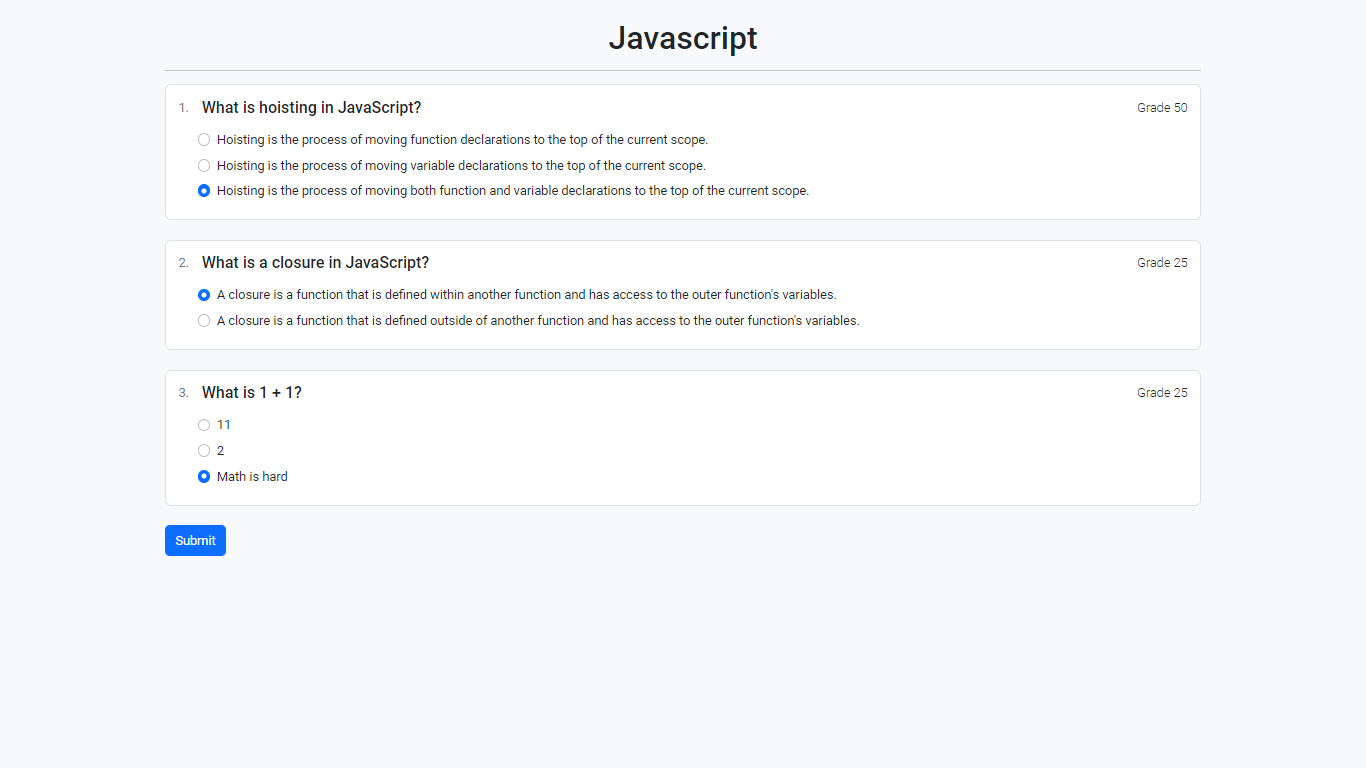 Javascript
1. What is hoisting in JavaScript? Grade 50
Hoisting is the process of moving function declarations to the top of the current scope.
Hoisting is the process of moving variable declarations to the top of the current scope.
Hoisting is the process of moving both function and variable declarations to the top of the current scope.
2. What is a closure in JavaScript? Grade 25
A closure is a function that is defined within another function and has access to the outer function's variables.
A closure is a function that is defined outside of another function and has access to the outer function's variables.
3. What is 1 + 1? Grade 25
11
2
Math is hard
Submit